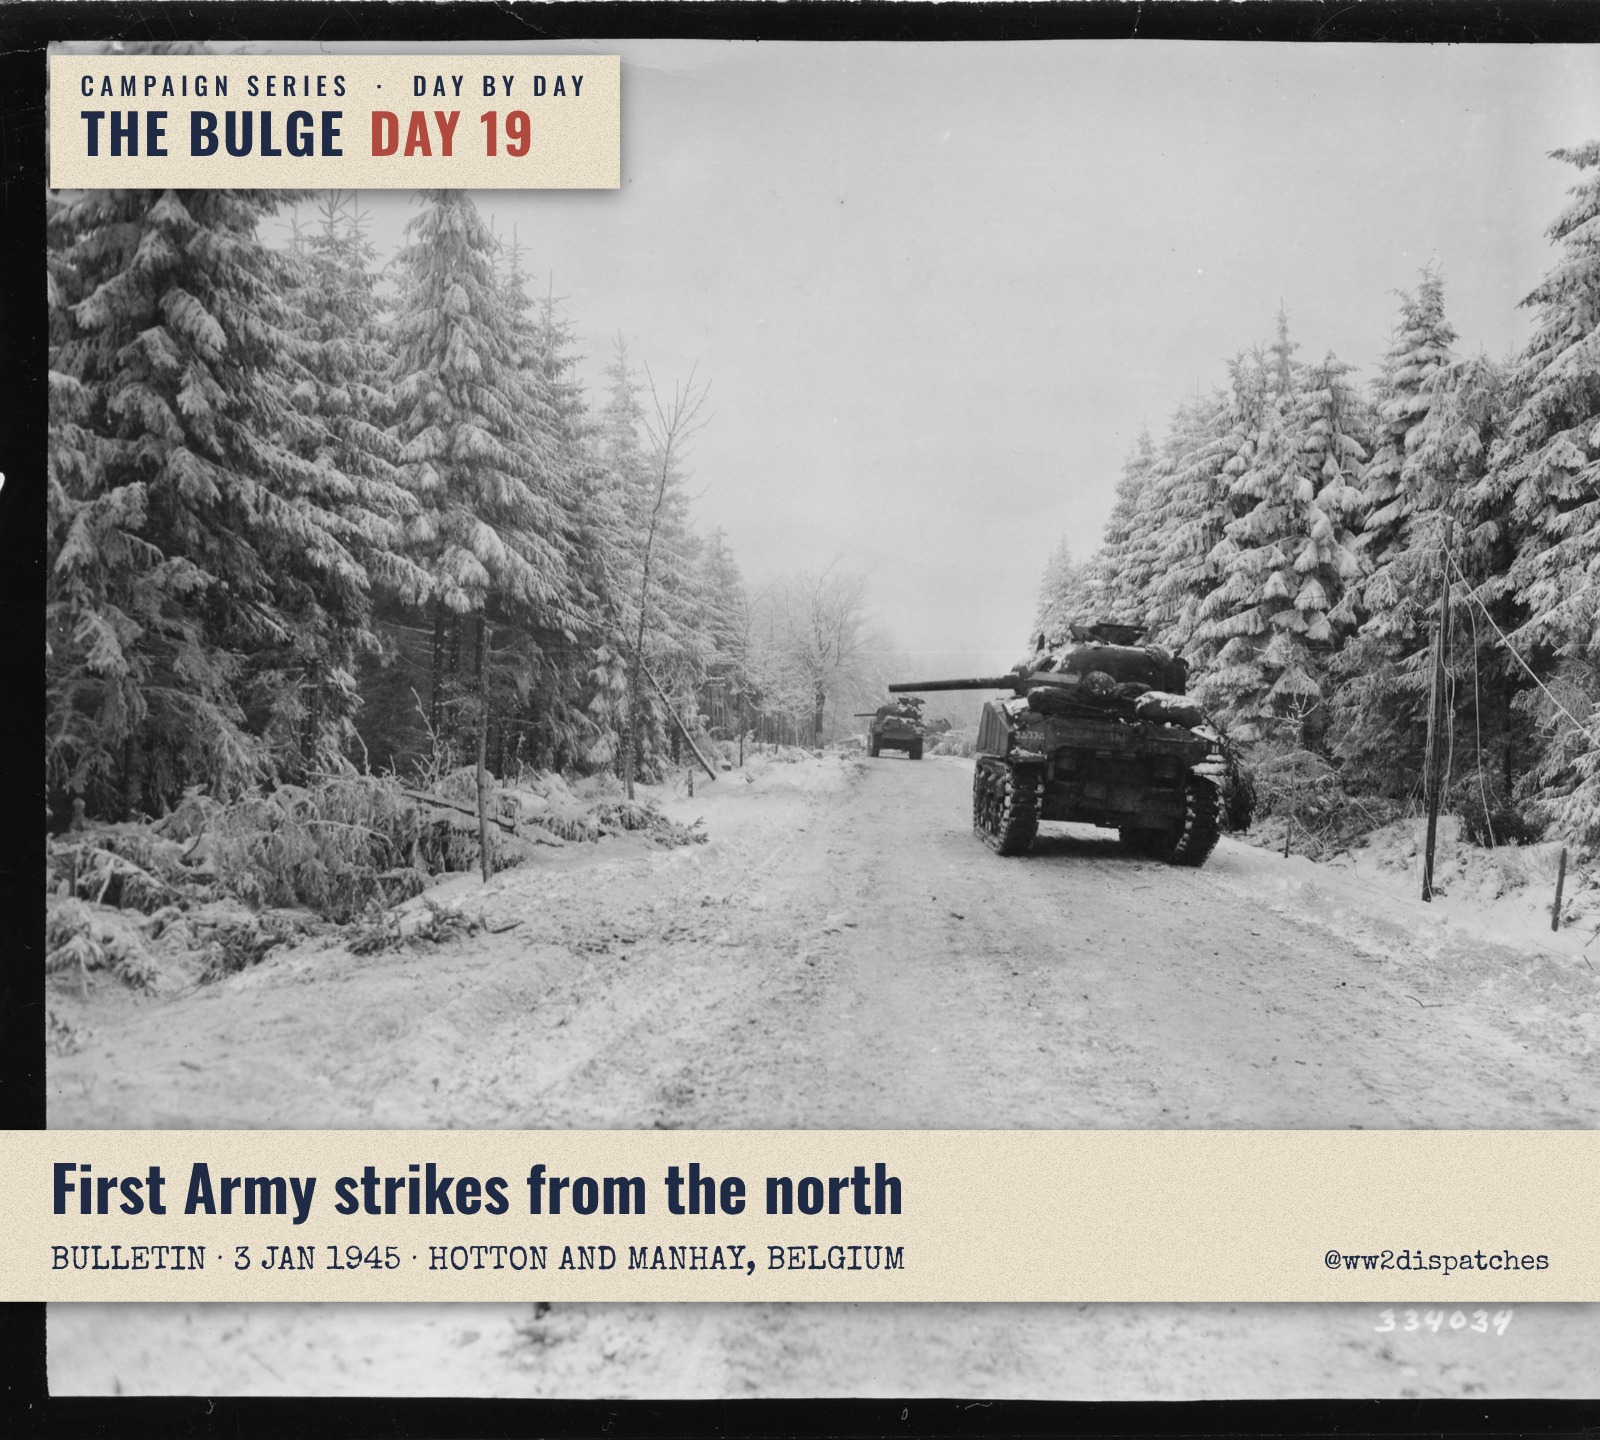 CAMPAIGN SERIES · DAY BY DAY
THE BULGE DAY 19
First Army strikes from the north
BULLETIN · 3 JAN 1945 · HOTTON AND MANHAY, BELGIUM
@ww2dispatches
334034